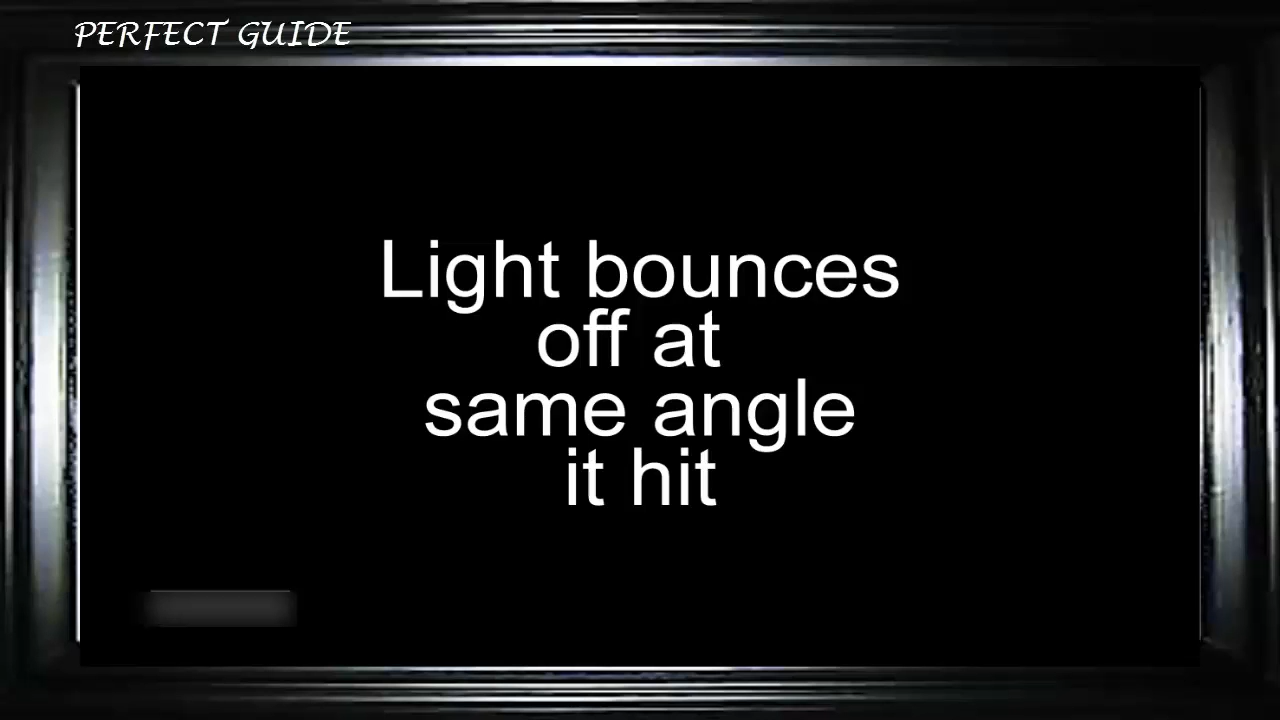 PERFECT GUIDE
Light bounces
off at
same angle
it hit